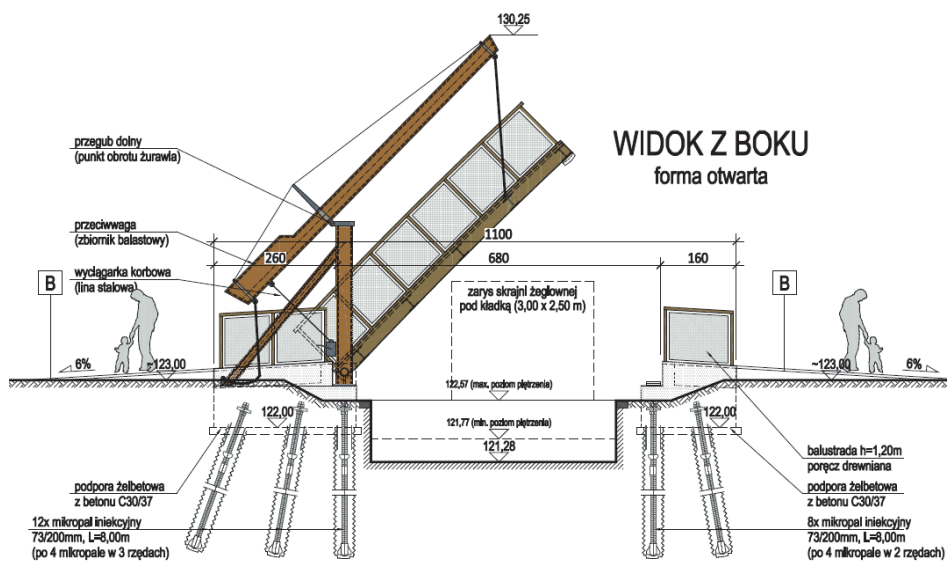 130,25
WIDOK Z BOKU
forma otwarta
przegub dolny
(punkt obrotu żurawia)
przeciwwaga
(zbiornik balastowy)
wyciągarka korbowa
(lina stalowa)
1100
260
680
160
zarys skrajni żeglownej
pod kładką (3,00 x 2,50 m)
B
B
6%
~123,00
~123,00
6%
122,57 (max. poziom piętrzenia)
122,00
121,77 (min. poziom piętrzenia)
122,00
121,28
balustrada h=1,20m
poręcz drewniana
podpora żelbetowa
z betonu C30/37
podpora żelbetowa
z betonu C30/37
12x mikropal iniekcyjny
73/200mm, L=8,00m
(po 4 mikropale w 3 rzędach)
8x mikropal iniekcyjny
73/200mm, L=8,00m
(po 4 mikropale w 2 rzędach)